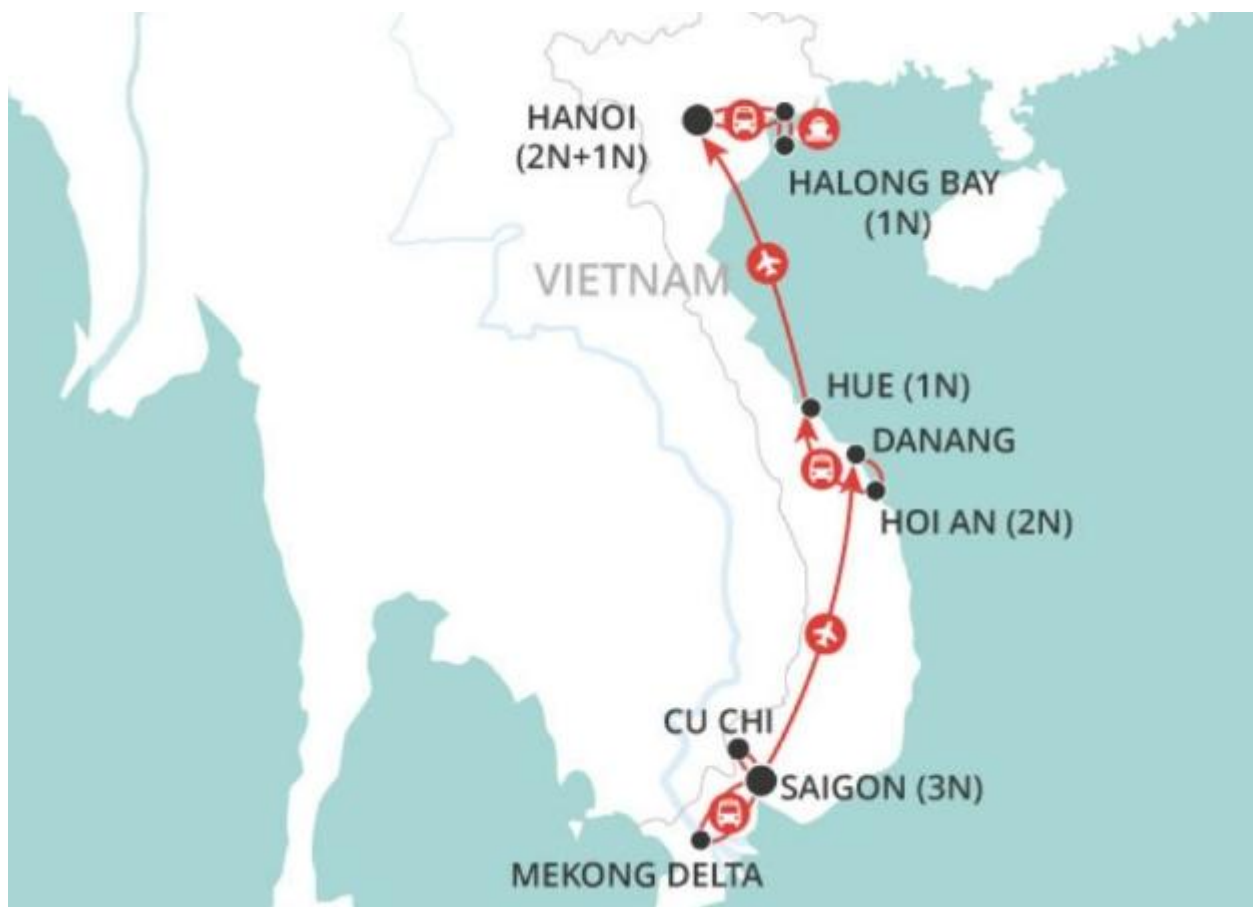 HANOI
(2N+1N)
HALONG BAY
(1N)
VIETNAM
HUE (1N)
DANANG
HOI AN (2N)
CU CHI
SAIGON (3N)
MEKONG DELTA